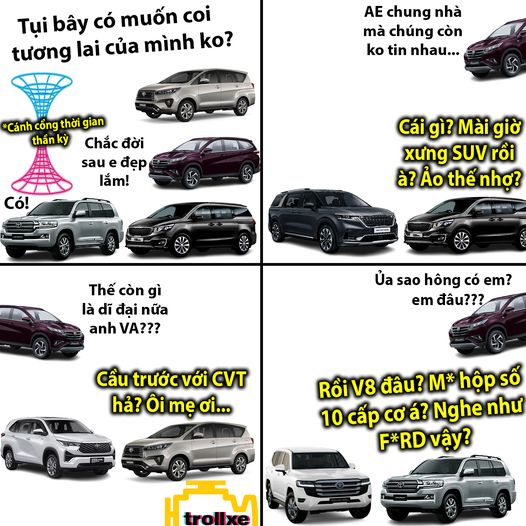 Tụi bây có muốn coi
tương lai của mình ko?
*Cánh cổng thời gian
thần kỳ
Chắc đời
sau e đẹp
lắm!
Có!
AE chung nhà
mà chúng còn
ko tin nhau...
Cái gì? Mài giờ
xưng SUV rồi
à? Ảo thế nhợ?
Thế còn gì
là dĩ đại nữa
anh VA???
Cầu trước với CVT
hả? Ôi mẹ ơi...
Ủa sao hông có em?
em đâu???
Rồi V8 đâu? M* hộp số
10 cấp cơ á? Nghe như
F*RD vậy?
trollxe